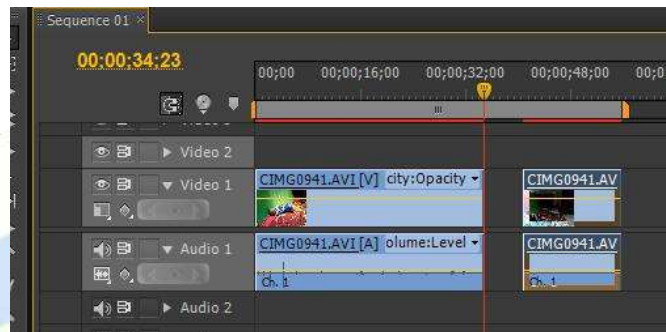 Sequence 01 ×
00;00;34;23
00;00 00;00;16;00 00;00;32;00 00;00;48;00 00;0
Video 2
Video 1
CIMG0941.AVI [V] city:Opacity
CIMG0941.AV
Audio 1
CIMG0941.AVI [A] olume:Level
CIMG0941.AV
Ch. 1
Ch. 1
Audio 2